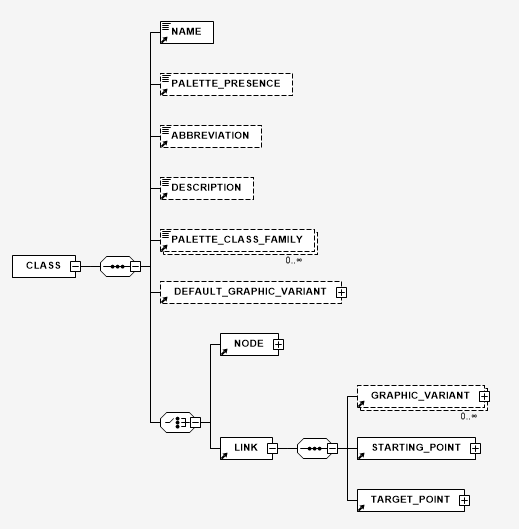 NAME
PALETTE_PRESENCE
ABBREVIATION
DESCRIPTION
PALETTE_CLASS_FAMILY
0..∞
CLASS
DEFAULT_GRAPHIC_VARIANT
NODE
GRAPHIC_VARIANT
0..∞
LINK
STARTING_POINT
TARGET_POINT